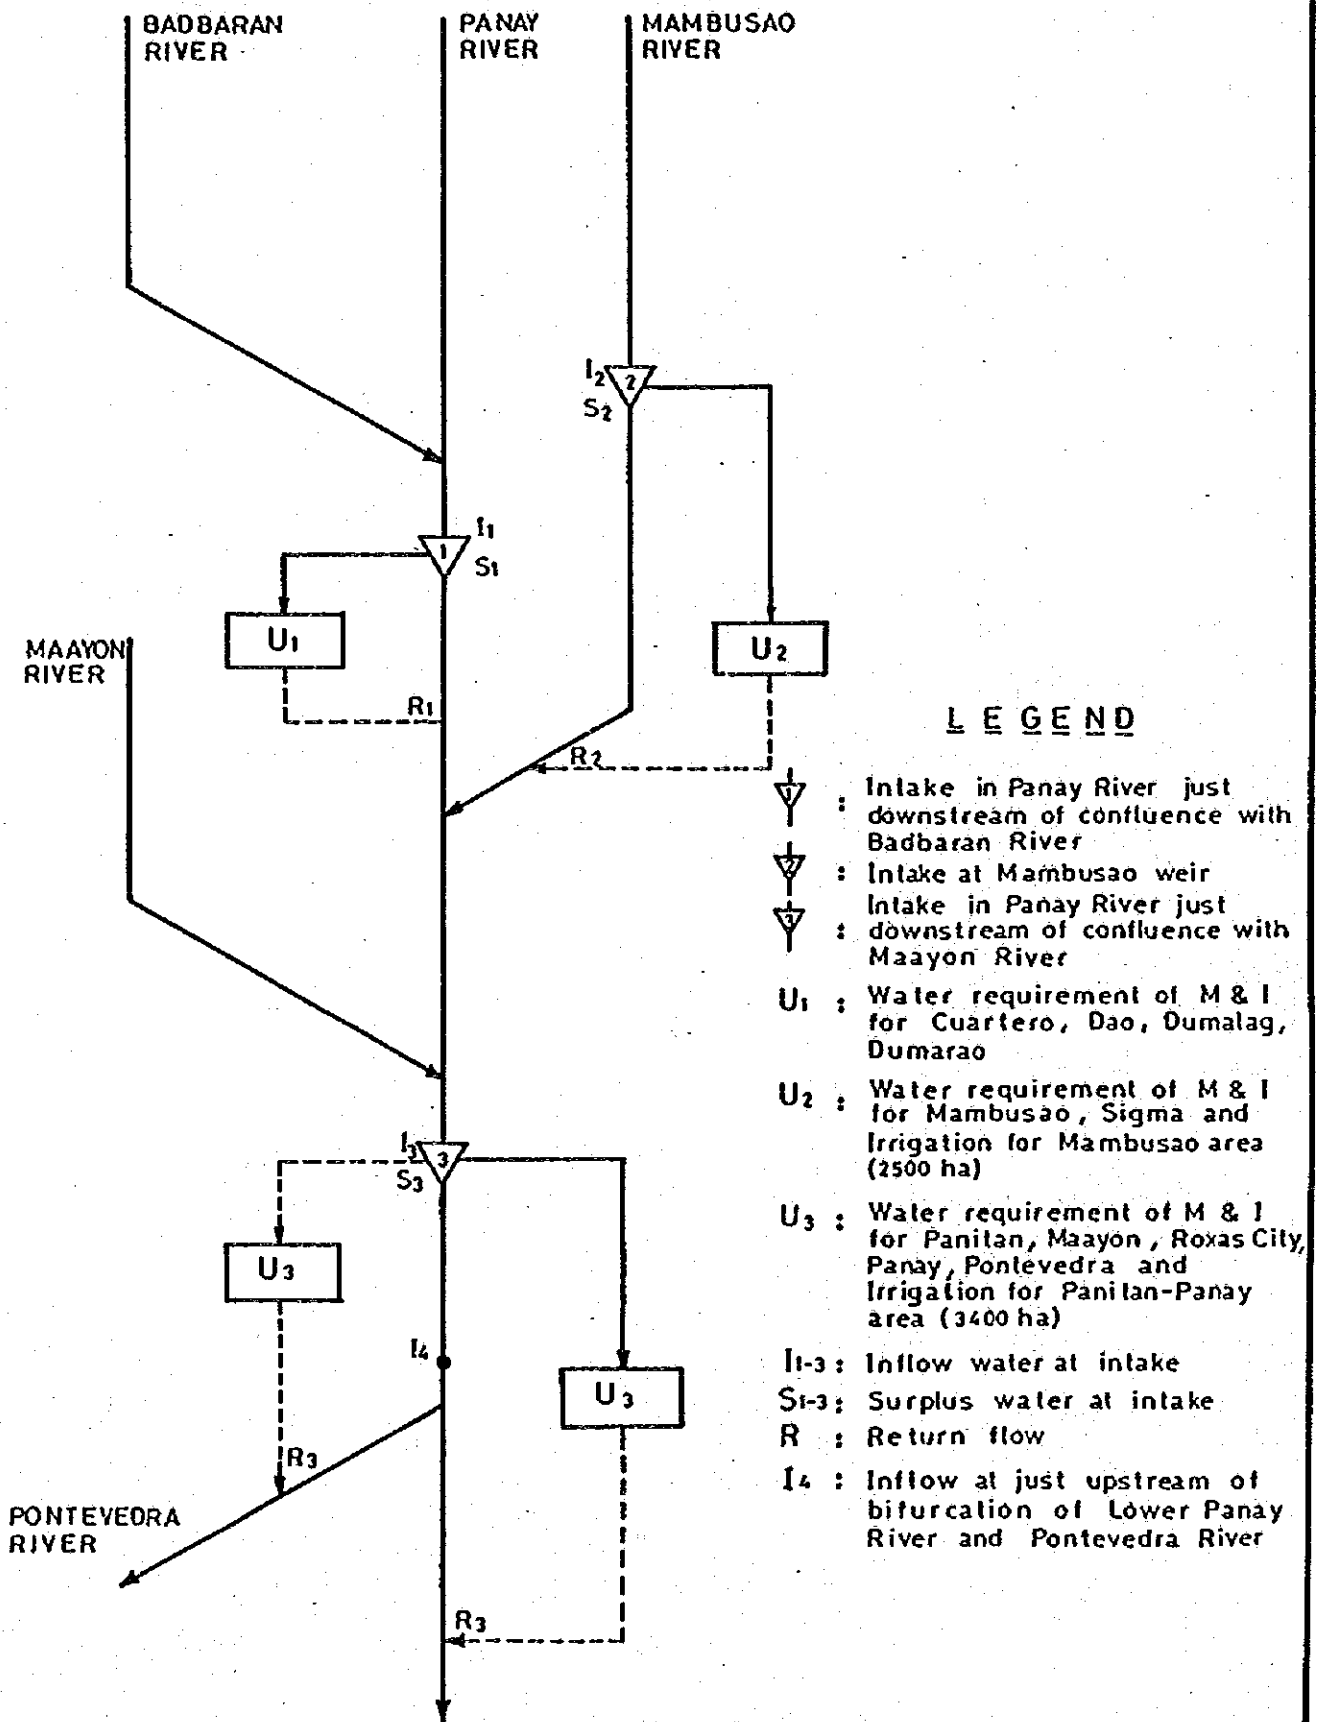 BADBARAN
RIVER
PANAY
RIVER
MAMBUSAO
RIVER
I2
2
S2
I1
1
S1
U1
U2
MAAYON
RIVER
R1
R2
LEGEND
1 : Intake in Panay River just
downstream of confluence with
Badbaran River
2 : Intake at Mambusao weir
3 : Intake in Panay River just
downstream of confluence with
Maayon River
U1 : Water requirement of M & I
for Cuartero, Dao, Dumalag,
Dumarao
U2 : Water requirement of M & I
for Mambusao, Sigma and
Irrigation for Mambusao area
(2500 ha)
U3 : Water requirement of M & I
for Panitan, Maayon, Roxas City,
Panay, Pontevedra and
Irrigation for Panitan-Panay
area (3400 ha)
I1-3 : Inflow water at intake
S1-3 : Surplus water at intake
R : Return flow
I4 : Inflow at just upstream of
bifurcation of Lower Panay
River and Pontevedra River
I3
3
S3
U3
I4
U3
R3
PONTEVEDRA
RIVER
R3